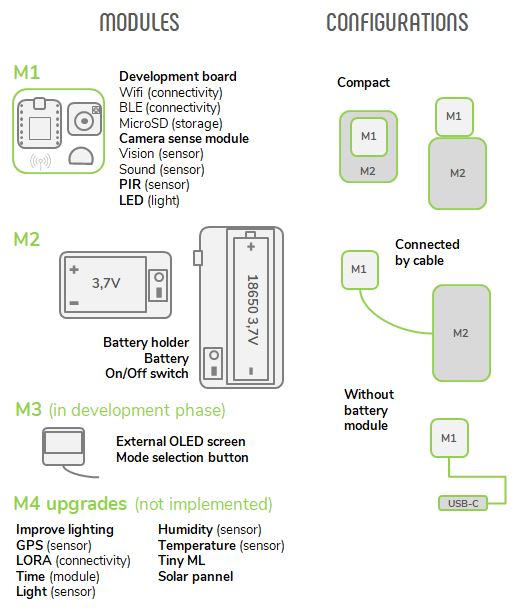 MODULES
CONFIGURATIONS
M1
Development board
Wifi (connectivity)
BLE (connectivity)
MicroSD (storage)
Camera sense module
Vision (sensor)
Sound (sensor)
PIR (sensor)
LED (light)
Compact
M1
M2
M1
M2
M2
3,7V
18650 3,7V
Battery holder
Battery
On/Off switch
Connected
by cable
M1
M2
M3 (in development phase)
External OLED screen
Mode selection button
Without
battery
module
M1
USB-C
M4 upgrades (not implemented)
Improve lighting
GPS (sensor)
LORA (connectivity)
Time (module)
Light (sensor)
Humidity (sensor)
Temperature (sensor)
Tiny ML
Solar pannel